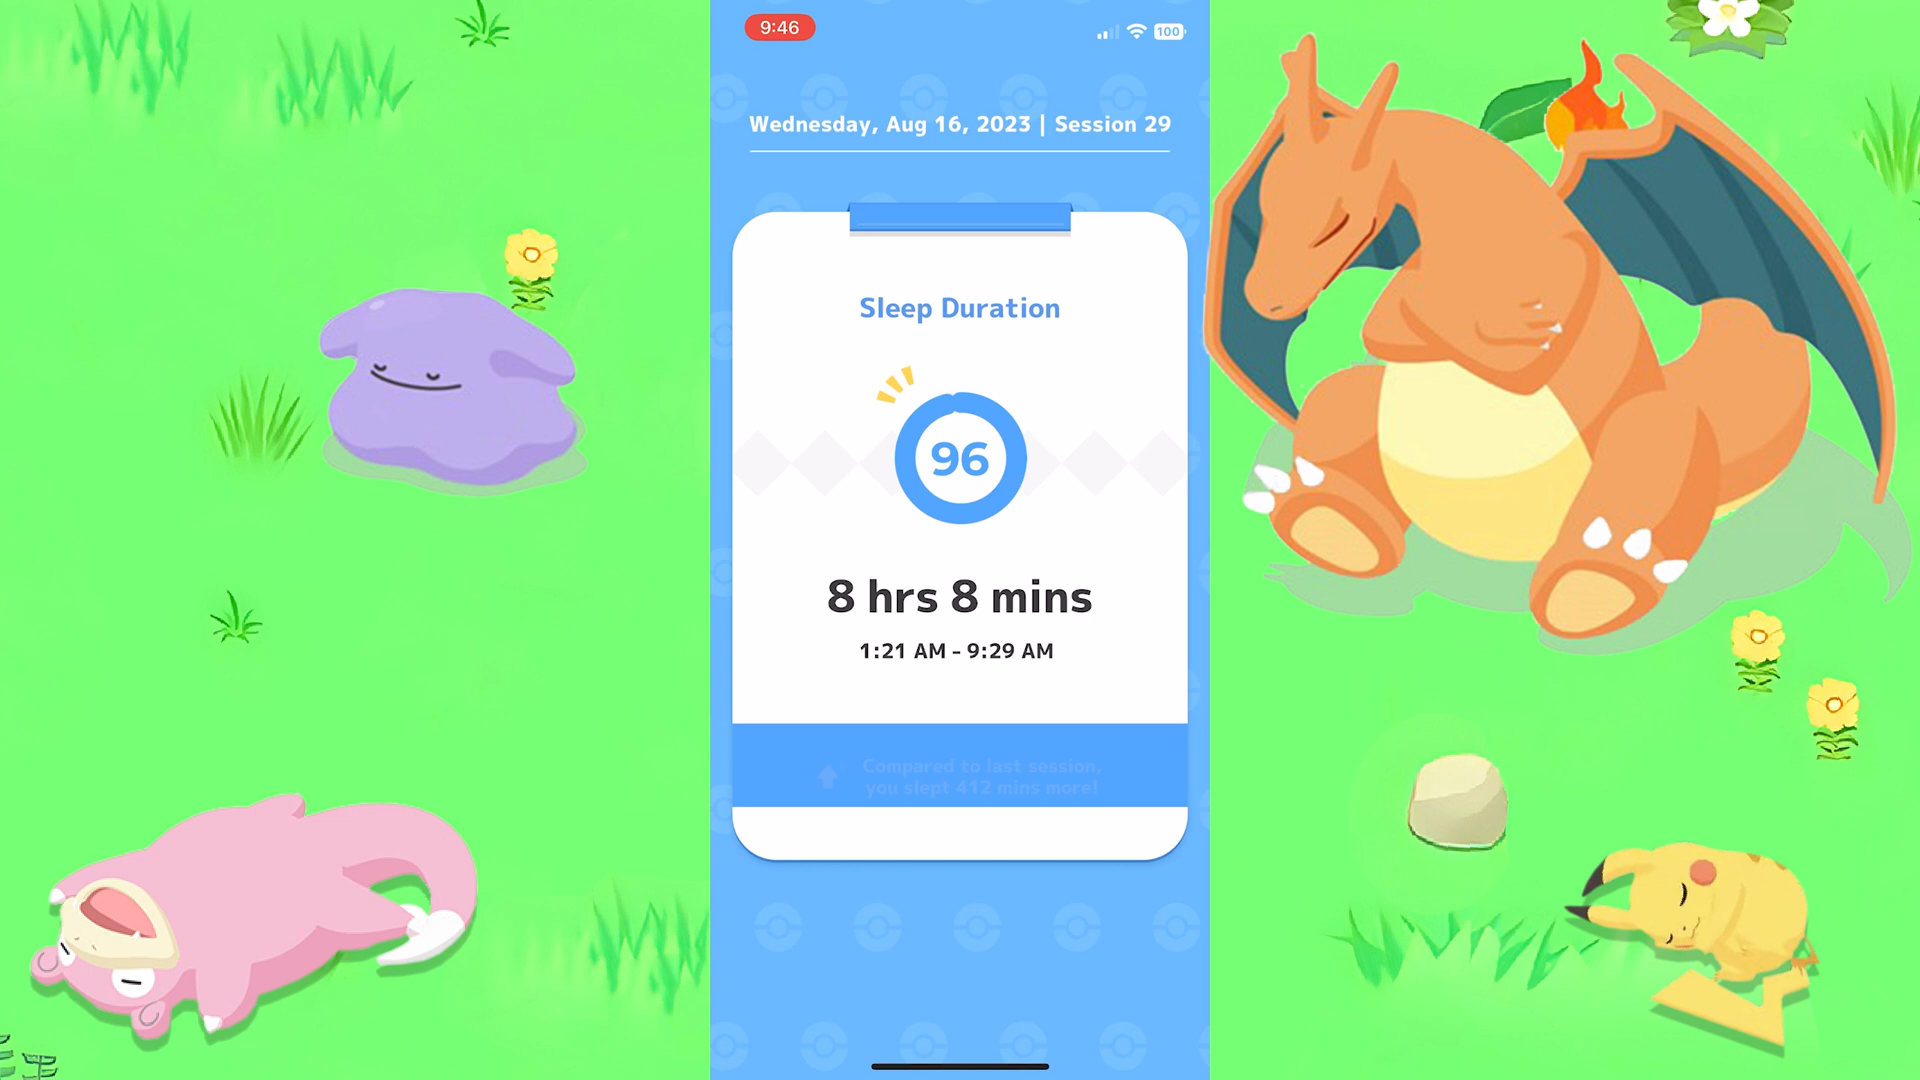 9:46
100
Wednesday, Aug 16, 2023 | Session 29
Sleep Duration
96
8 hrs 8 mins
1:21 AM - 9:29 AM
Compared to last session,
you slept 412 mins more!